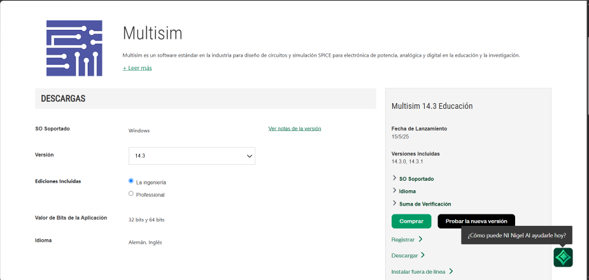 Multisim
Multisim es un software estándar en la industria para diseño de circuitos y simulación SPICE para electrónica de potencia, analógica y digital en la educación y la investigación.
+ Leer más
DESCARGAS
SO Soportado
Windows
Ver notas de la versión
Versión
14.3
Ediciones Incluidas
La ingeniería
Professional
Valor de Bits de la Aplicación
32 bits y 64 bits
Idioma
Alemán, Inglés
Multisim 14.3 Educación
Fecha de Lanzamiento
15/5/25
Versiones Incluidas
14.3.0, 14.3.1
SO Soportado
Idioma
Suma de Verificación
Comprar
Probar la nueva versión
¿Cómo puede NI Nigel AI ayudarle hoy?
Registrar
Descargar
Instalar fuera de línea